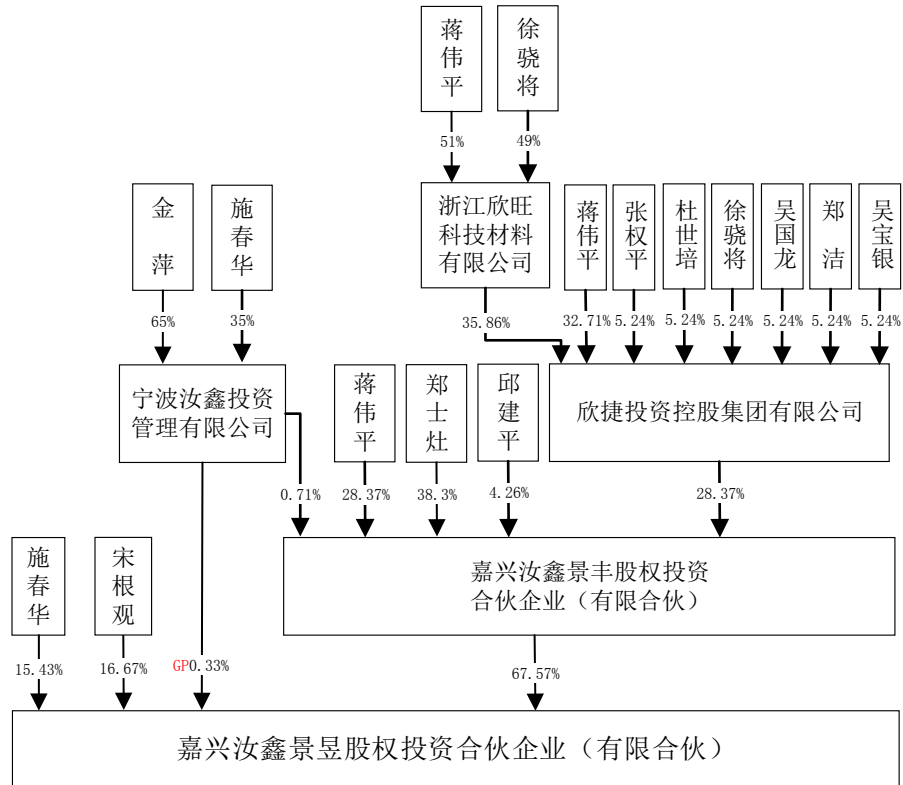 蒋伟平
徐骁将
51%
49%
金萍
施春华
浙江欣旺
科技材料
有限公司
蒋伟平
张权平
杜世培
徐骁将
吴国龙
郑洁
吴宝银
65%
35%
35.86%
32.71%
5.24%
5.24%
5.24%
5.24%
5.24%
5.24%
宁波汝鑫投资
管理有限公司
蒋伟平
郑士灶
邱建平
欣捷投资控股集团有限公司
0.71%
28.37%
38.3%
4.26%
28.37%
施春华
宋根观
嘉兴汝鑫景丰股权投资
合伙企业（有限合伙）
15.43%
16.67%
GP0.33%
67.57%
嘉兴汝鑫景昱股权投资合伙企业（有限合伙）